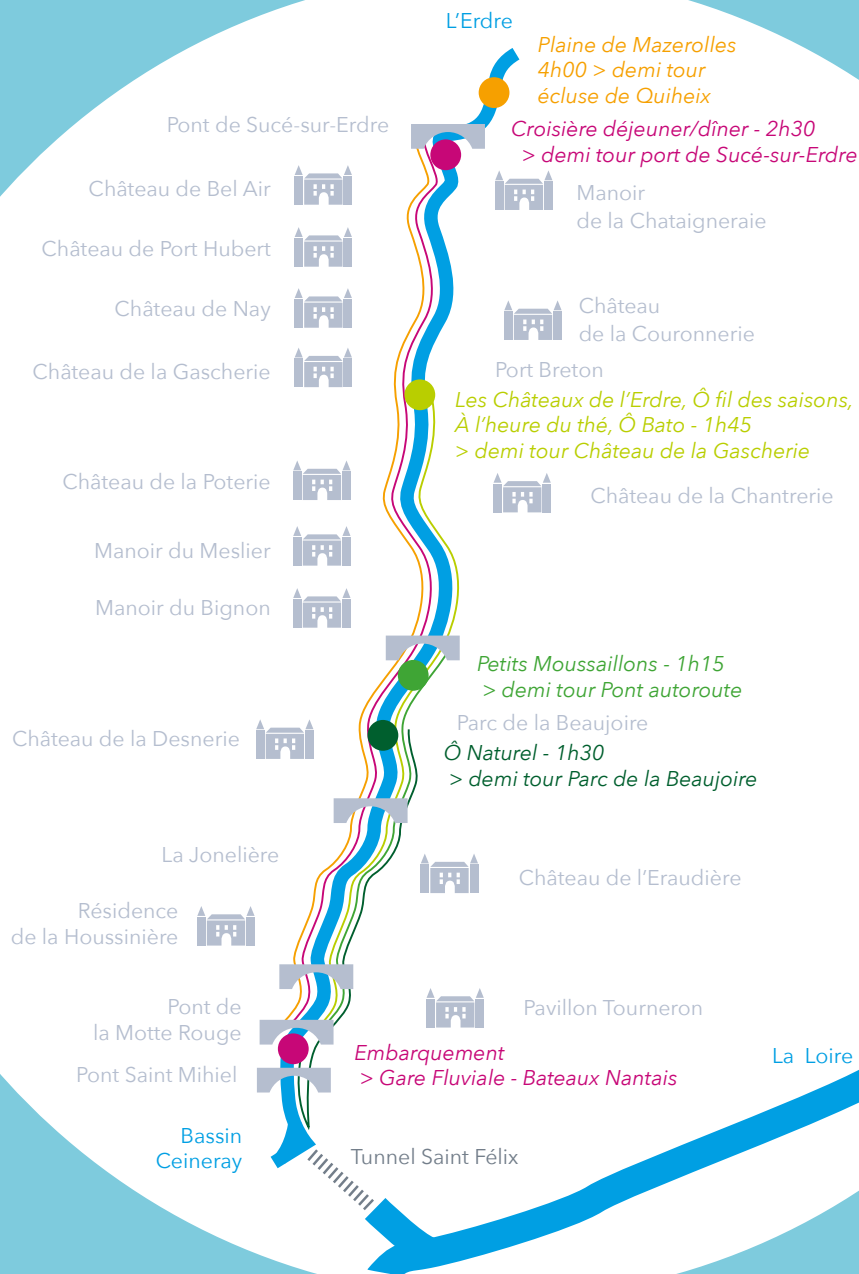 L'Erdre
Plaine de Mazerolles
4h00 > demi tour
écluse de Quiheix
Pont de Sucé-sur-Erdre
Croisière déjeuner/dîner - 2h30
> demi tour port de Sucé-sur-Erdre
Château de Bel Air
Manoir
de la Chataigneraie
Château de Port Hubert
Château de Nay
Château
de la Couronnerie
Château de la Gascherie
Port Breton
Les Châteaux de l'Erdre, Ô fil des saisons,
À l'heure du thé, Ô Bato - 1h45
> demi tour Château de la Gascherie
Château de la Poterie
Château de la Chantrerie
Manoir du Meslier
Manoir du Bignon
Petits Moussaillons - 1h15
> demi tour Pont autoroute
Parc de la Beaujoire
Château de la Desnerie
Ô Naturel - 1h30
> demi tour Parc de la Beaujoire
La Jonelière
Château de l'Eraudière
Résidence
de la Houssinière
Pont de
la Motte Rouge
Pavillon Tourneron
Embarquement
> Gare Fluviale - Bateaux Nantais
La Loire
Pont Saint Mihiel
Bassin
Ceineray
Tunnel Saint Félix